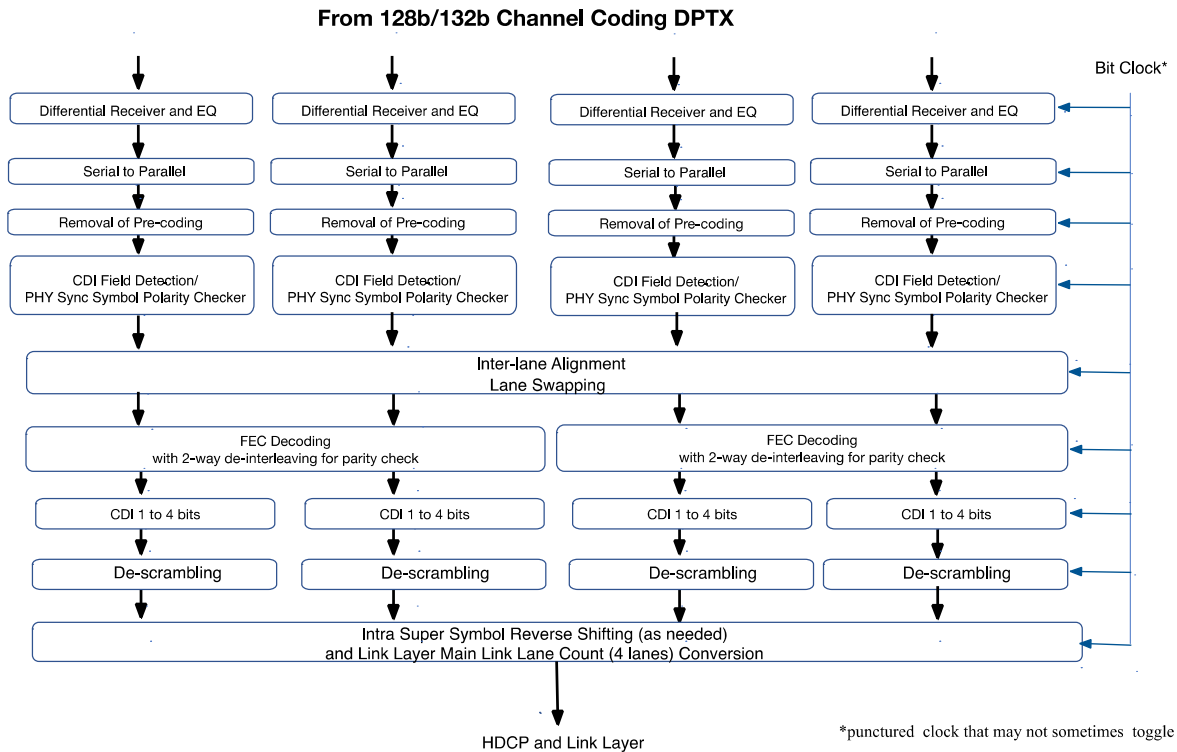 From 128b/132b Channel Coding DPTX
Bit Clock*
Differential Receiver and EQ
Differential Receiver and EQ
Differential Receiver and EQ
Differential Receiver and EQ
Serial to Parallel
Serial to Parallel
Serial to Parallel
Serial to Parallel
Removal of Pre-coding
Removal of Pre-coding
Removal of Pre-coding
Removal of Pre-coding
CDI Field Detection/
PHY Sync Symbol Polarity Checker
CDI Field Detection/
PHY Sync Symbol Polarity Checker
CDI Field Detection/
PHY Sync Symbol Polarity Checker
CDI Field Detection/
PHY Sync Symbol Polarity Checker
Inter-lane Alignment
Lane Swapping
FEC Decoding
with 2-way de-interleaving for parity check
FEC Decoding
with 2-way de-interleaving for parity check
CDI 1 to 4 bits
CDI 1 to 4 bits
CDI 1 to 4 bits
CDI 1 to 4 bits
De-scrambling
De-scrambling
De-scrambling
De-scrambling
Intra Super Symbol Reverse Shifting (as needed)
and Link Layer Main Link Lane Count (4 lanes) Conversion
HDCP and Link Layer
*punctured clock that may not sometimes toggle